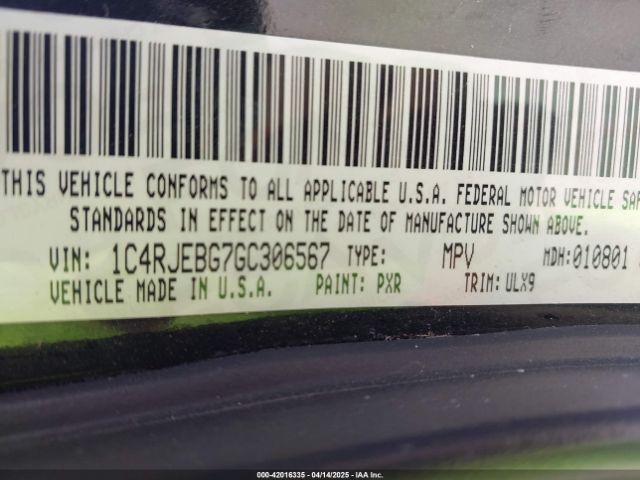 THIS VEHICLE CONFORMS TO ALL APPLICABLE U.S.A. FEDERAL MOTOR VEHICLE SAF
STANDARDS IN EFFECT ON THE DATE OF MANUFACTURE SHOWN ABOVE.
VIN: 1C4RJEBG7GC306567 TYPE: MPV MDH:010801
VEHICLE MADE IN U.S.A. PAINT: PXR TRIM:ULX9
000-42016335 - 04/14/2025 - IAA Inc.